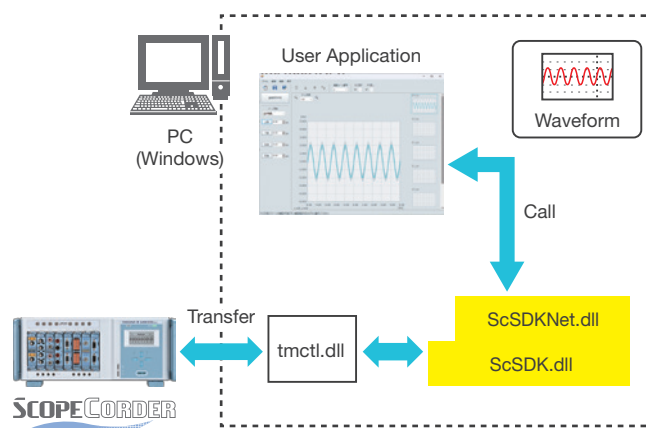 User Application
PC
(Windows)
Waveform
Call
Transfer
tmctl.dll
ScSDKNet.dll
ScSDK.dll
SCOPECORDER